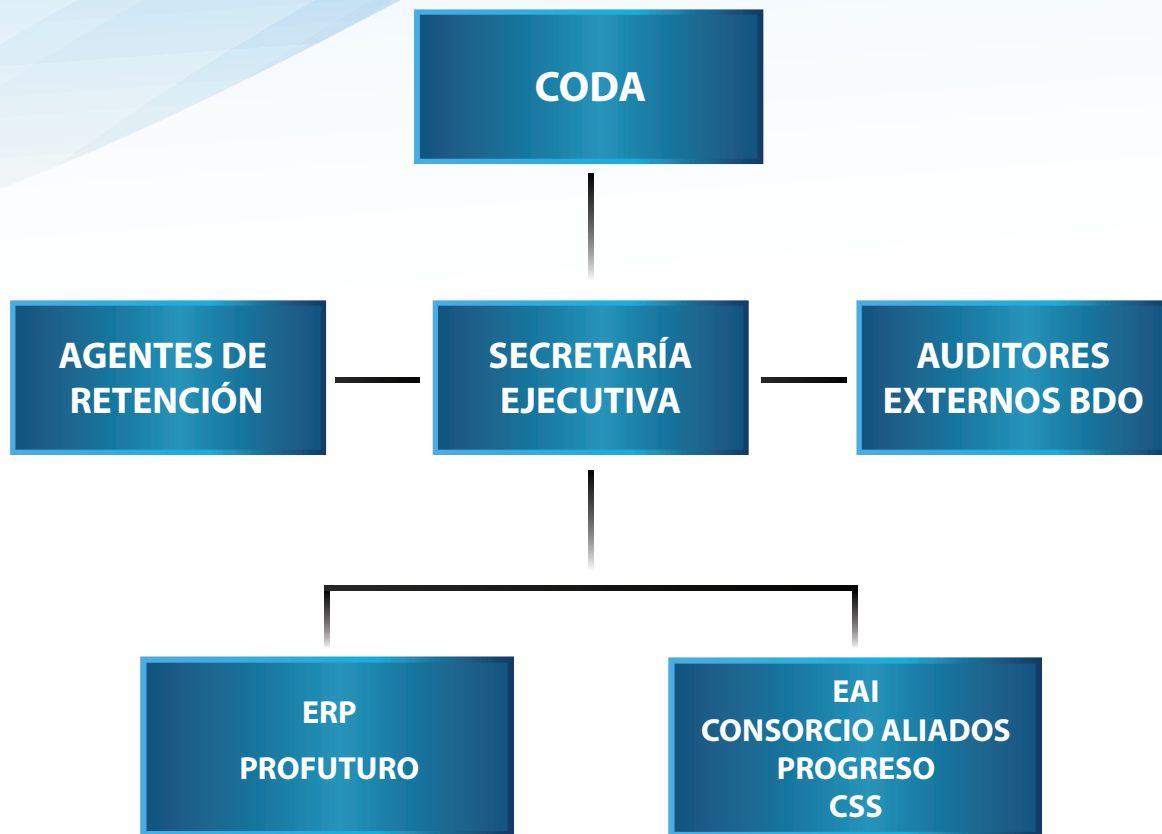 CODA
AGENTES DE
RETENCIÓN
SECRETARÍA
EJECUTIVA
AUDITORES
EXTERNOS BDO
ERP
PROFUTURO
EAI
CONSORCIO ALIADOS
PROGRESO
CSS